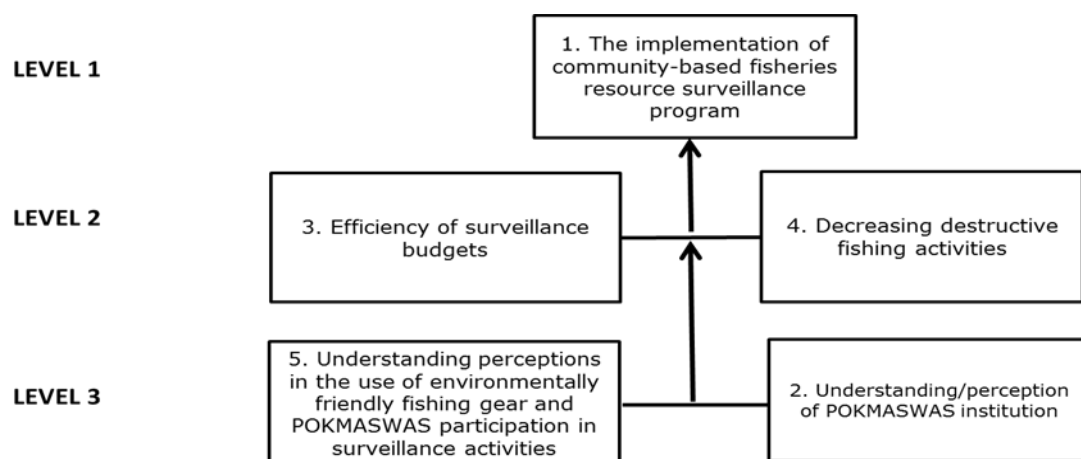 LEVEL 1
1. The implementation of
community-based fisheries
resource surveillance
program
LEVEL 2
3. Efficiency of surveillance
budgets
4. Decreasing destructive
fishing activities
LEVEL 3
5. Understanding perceptions
in the use of environmentally
friendly fishing gear and
POKMASWAS participation in
surveillance activities
2. Understanding/perception
of POKMASWAS institution